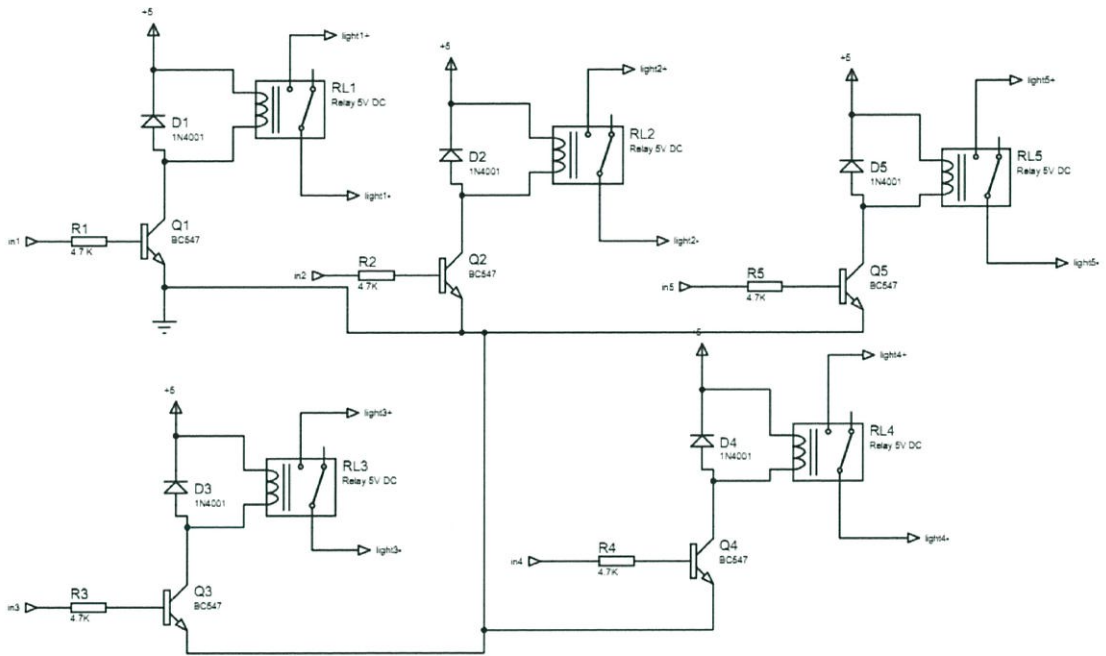 +5
light1+
RL1
Relay 5V DC
D1
1N4001
light1+
in1
R1
4.7 K
Q1
BC547
+5
light2+
RL2
Relay 5V DC
D2
1N4001
light2-
in2
R2
4.7K
Q2
BC547
+5
light5+
RL5
Relay 5V DC
D5
1N4001
light5-
in5
R5
4.7K
Q5
BC547
+5
light3+
RL3
Relay 5V DC
D3
1N4001
light3-
in3
R3
4.7K
Q3
BC547
+5
light4+
RL4
Relay 5V DC
D4
1N4001
light4-
in4
R4
4.7K
Q4
BC547